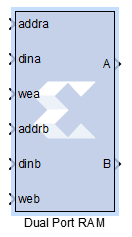 addra
dina
A
wea
addrb
dinb
B
web
Dual Port RAM